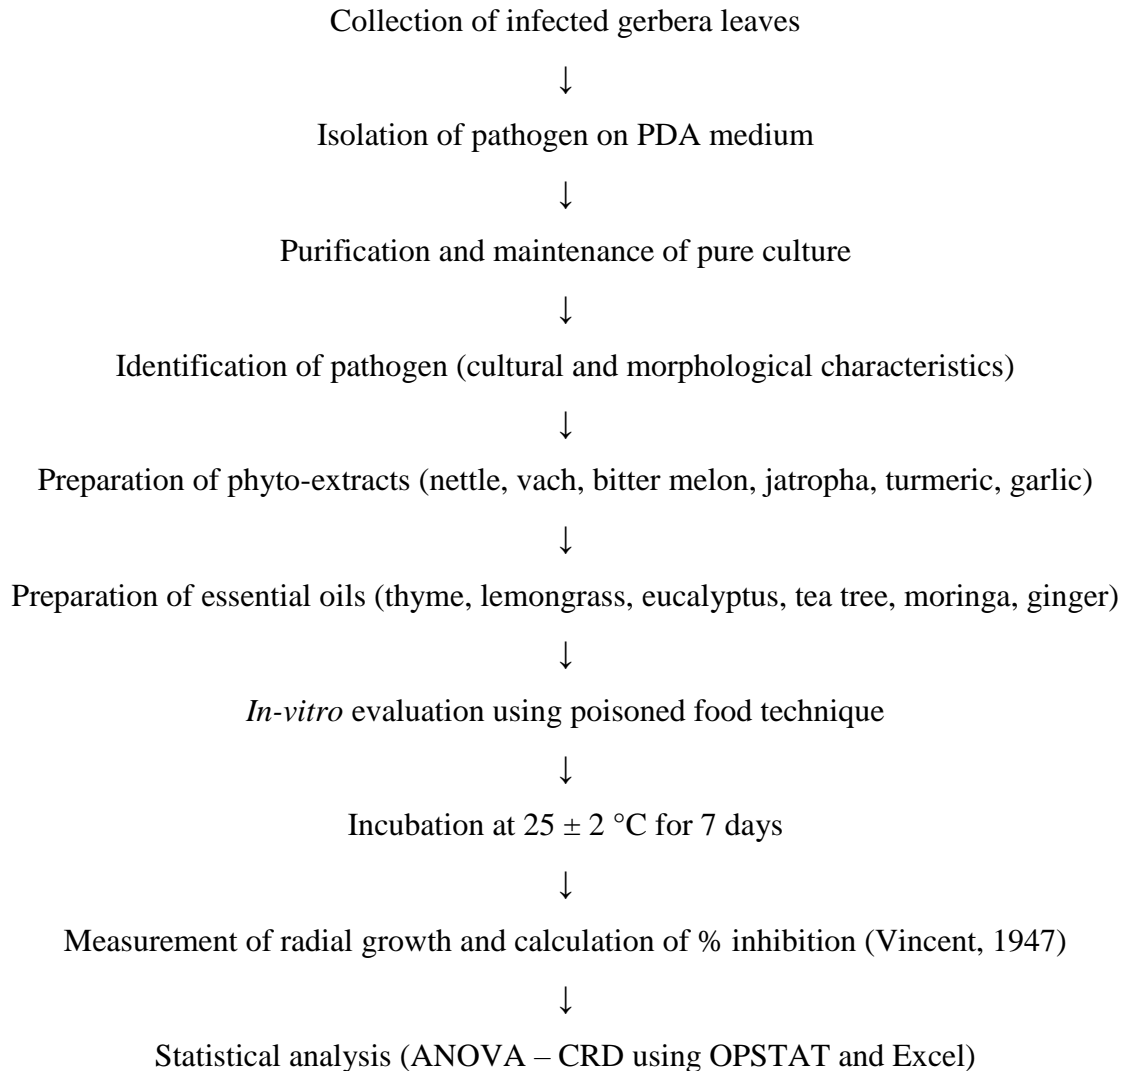 Collection of infected gerbera leaves
↓
Isolation of pathogen on PDA medium
↓
Purification and maintenance of pure culture
↓
Identification of pathogen (cultural and morphological characteristics)
↓
Preparation of phyto-extracts (nettle, vach, bitter melon, jatropha, turmeric, garlic)
↓
Preparation of essential oils (thyme, lemongrass, eucalyptus, tea tree, moringa, ginger)
↓
In-vitro evaluation using poisoned food technique
↓
Incubation at 25 ± 2 °C for 7 days
↓
Measurement of radial growth and calculation of % inhibition (Vincent, 1947)
↓
Statistical analysis (ANOVA – CRD using OPSTAT and Excel)